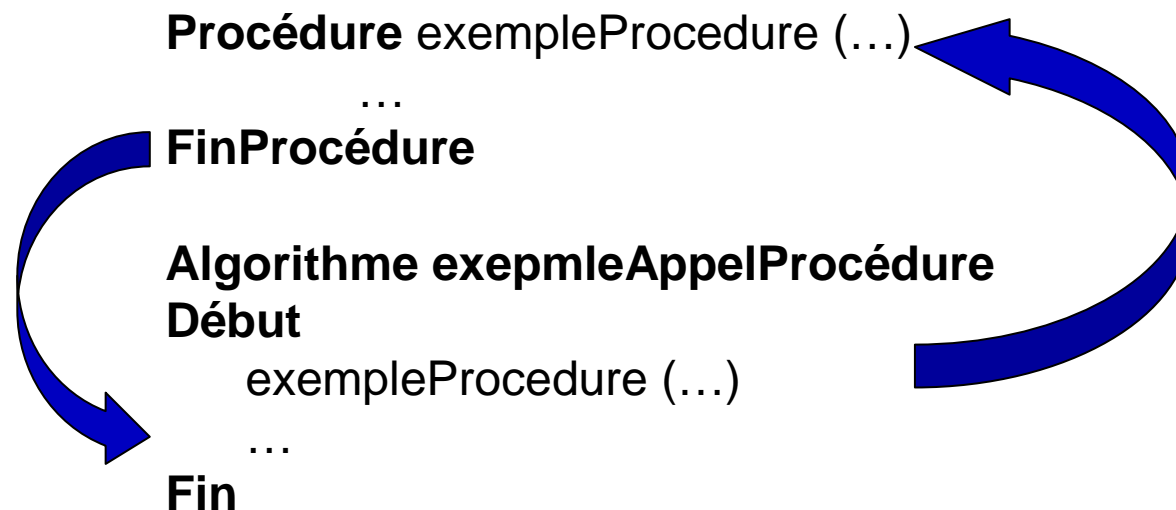 Procédure exempleProcedure (…)
…
FinProcédure
Algorithme exepmleAppelProcédure
Début
exempleProcedure (…)
…
Fin